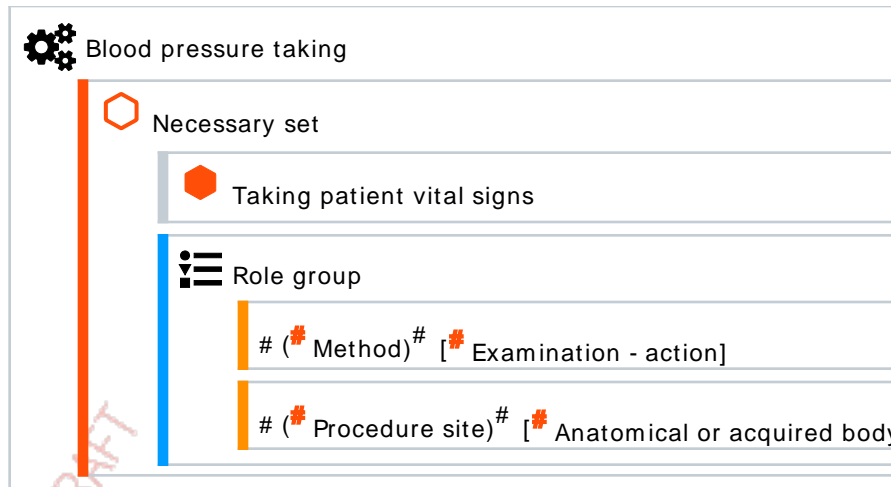 Blood pressure taking
Necessary set
Taking patient vital signs
Role group
# (# Method)# [# Examination - action]
# (# Procedure site)# [# Anatomical or acquired body
RAFT